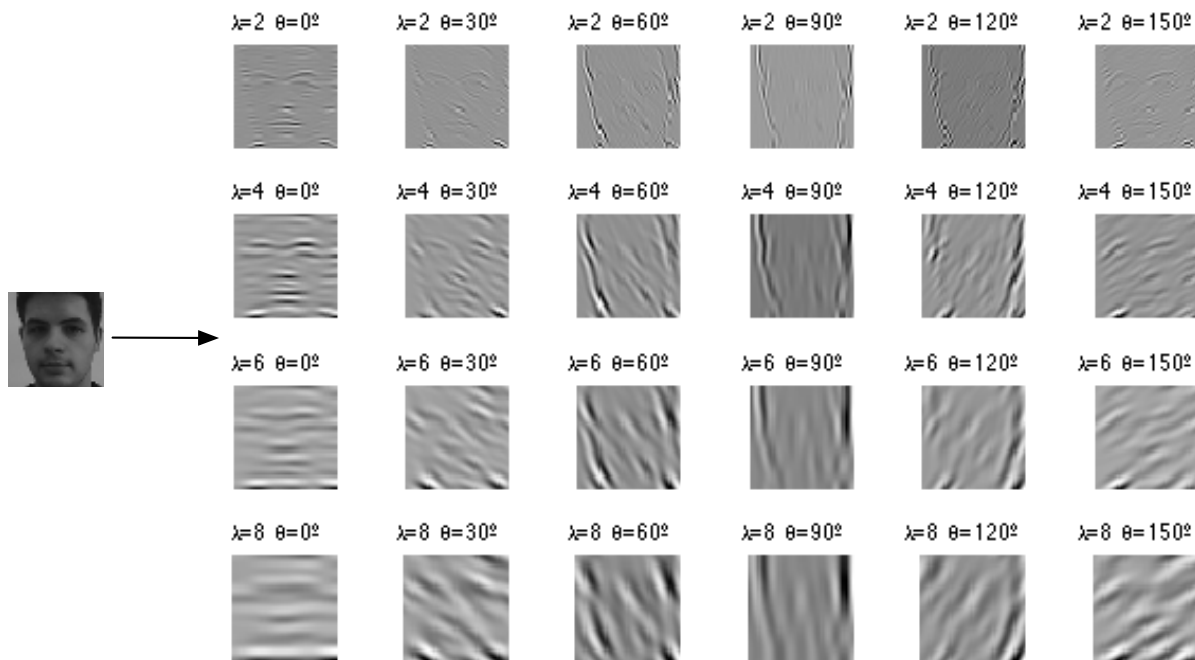 λ=2 θ=0º λ=2 θ=30º λ=2 θ=60º λ=2 θ=90º λ=2 θ=120º λ=2 θ=150º
λ=4 θ=0º λ=4 θ=30º λ=4 θ=60º λ=4 θ=90º λ=4 θ=120º λ=4 θ=150º
λ=6 θ=0º λ=6 θ=30º λ=6 θ=60º λ=6 θ=90º λ=6 θ=120º λ=6 θ=150º
λ=8 θ=0º λ=8 θ=30º λ=8 θ=60º λ=8 θ=90º λ=8 θ=120º λ=8 θ=150º